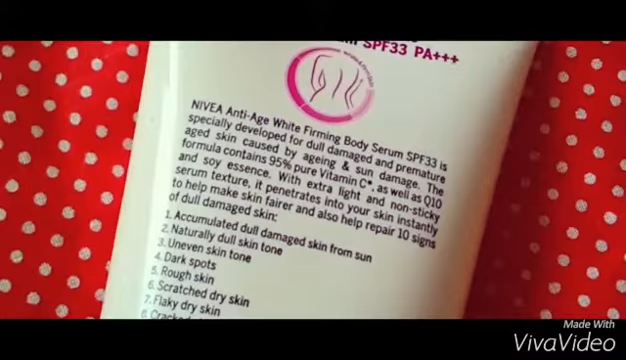 SPF33 PA+++
NIVEA Anti-Age White Firming Body Serum SPF33 is
specially developed for dull damaged and premature
aged skin caused by ageing & sun damage. The
formula contains 95% pure Vitamin C*, as well as Q10
and soy essence. With extra light and non-sticky
serum texture, it penetrates into your skin instantly
to help make skin fairer and also help repair 10 signs
of dull damaged skin:
1. Accumulated dull damaged skin from sun
2. Naturally dull skin tone
3. Uneven skin tone
4. Dark spots
5. Rough skin
6. Scratched dry skin
7. Flaky dry skin
Made With
VivaVideo